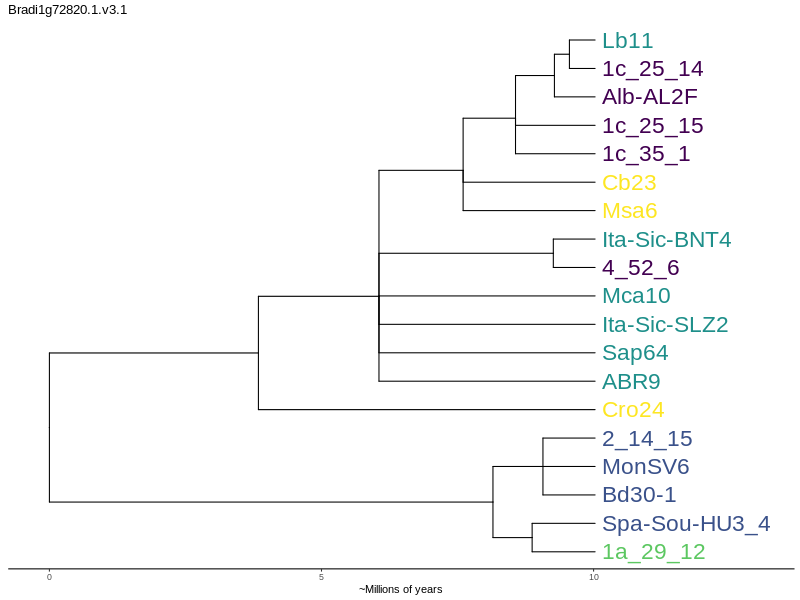 Bradi1g72820.1.v3.1
Lb11
1c_25_14
Alb-AL2F
1c_25_15
1c_35_1
Cb23
Msa6
Ita-Sic-BNT4
4_52_6
Mca10
Ita-Sic-SLZ2
Sap64
ABR9
Cro24
2_14_15
MonSV6
Bd30-1
Spa-Sou-HU3_4
1a_29_12
0 5 10
~Millions of years